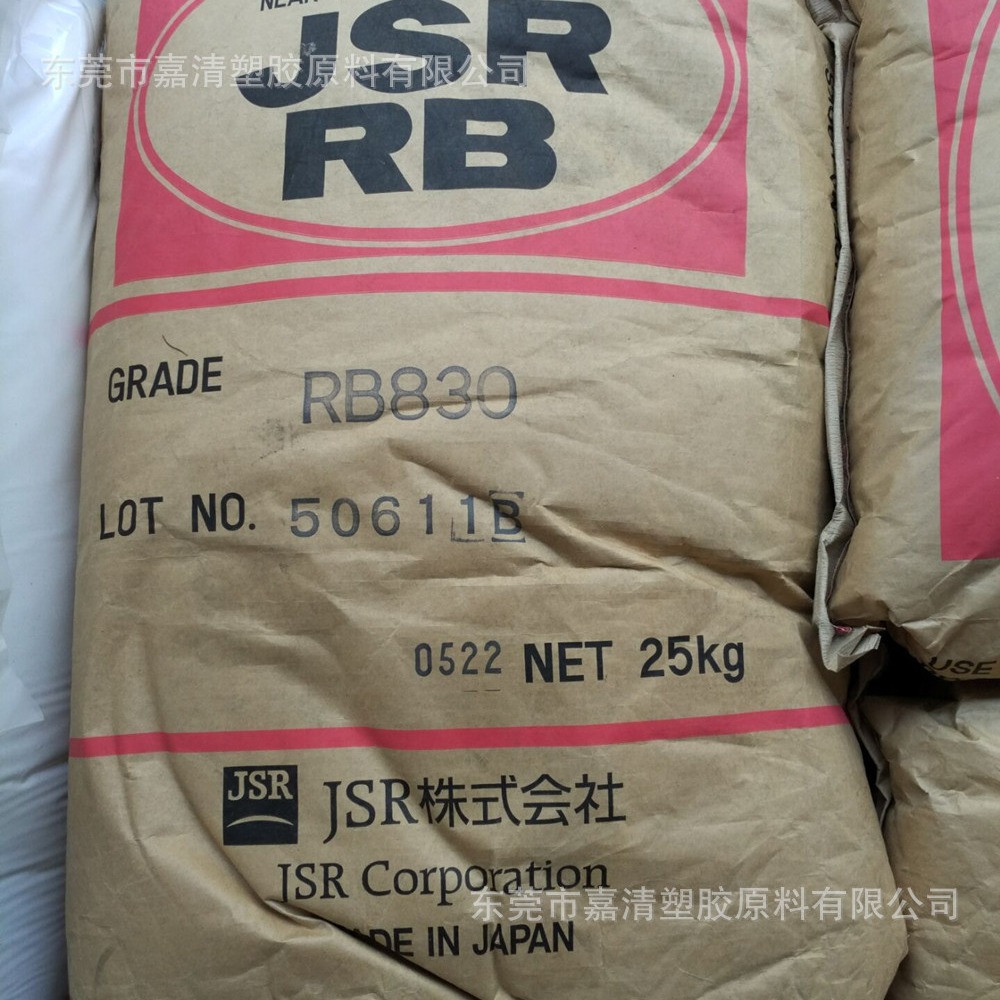 JSR
东莞市嘉清塑胶原料有限公司
RB
GRADE RB830
LOT NO. 50611B
0522 NET 25kg
USE
JSR JSR株式会社
JSR Corporation
东莞市嘉清塑胶原料有限公司
MADE IN JAPAN